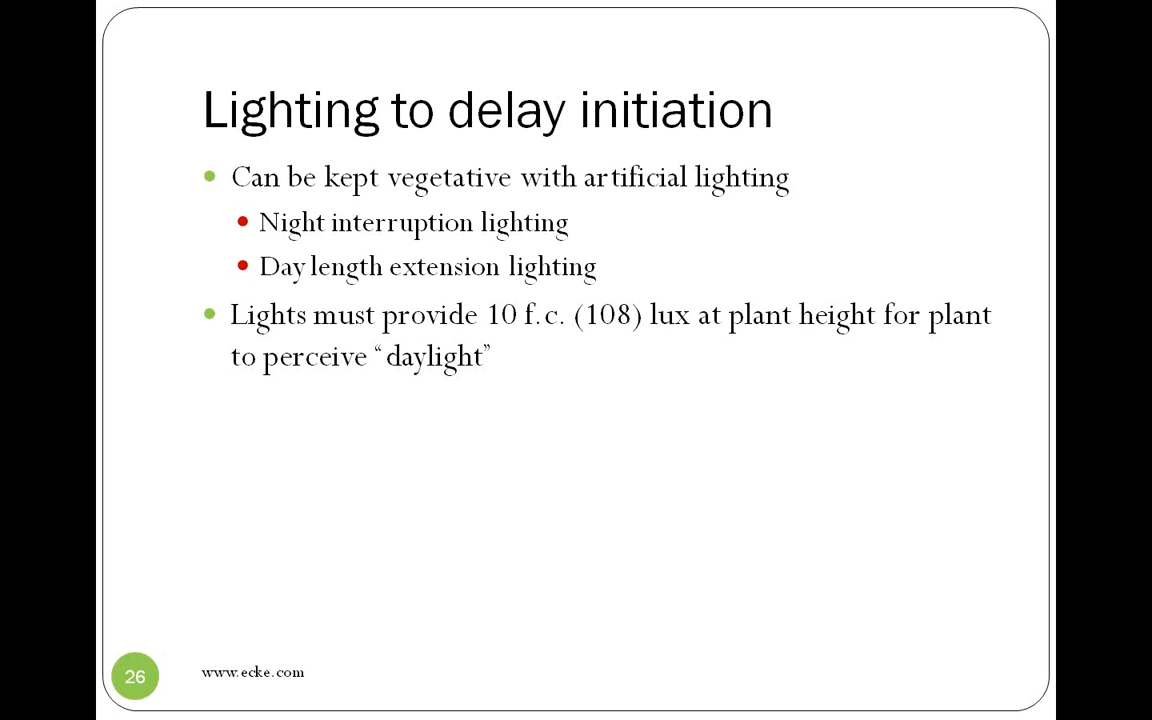 Lighting to delay initiation
• Can be kept vegetative with artificial lighting
• Night interruption lighting
• Day length extension lighting
• Lights must provide 10 f.c. (108) lux at plant height for plant
to perceive “daylight”
26
www.ecke.com